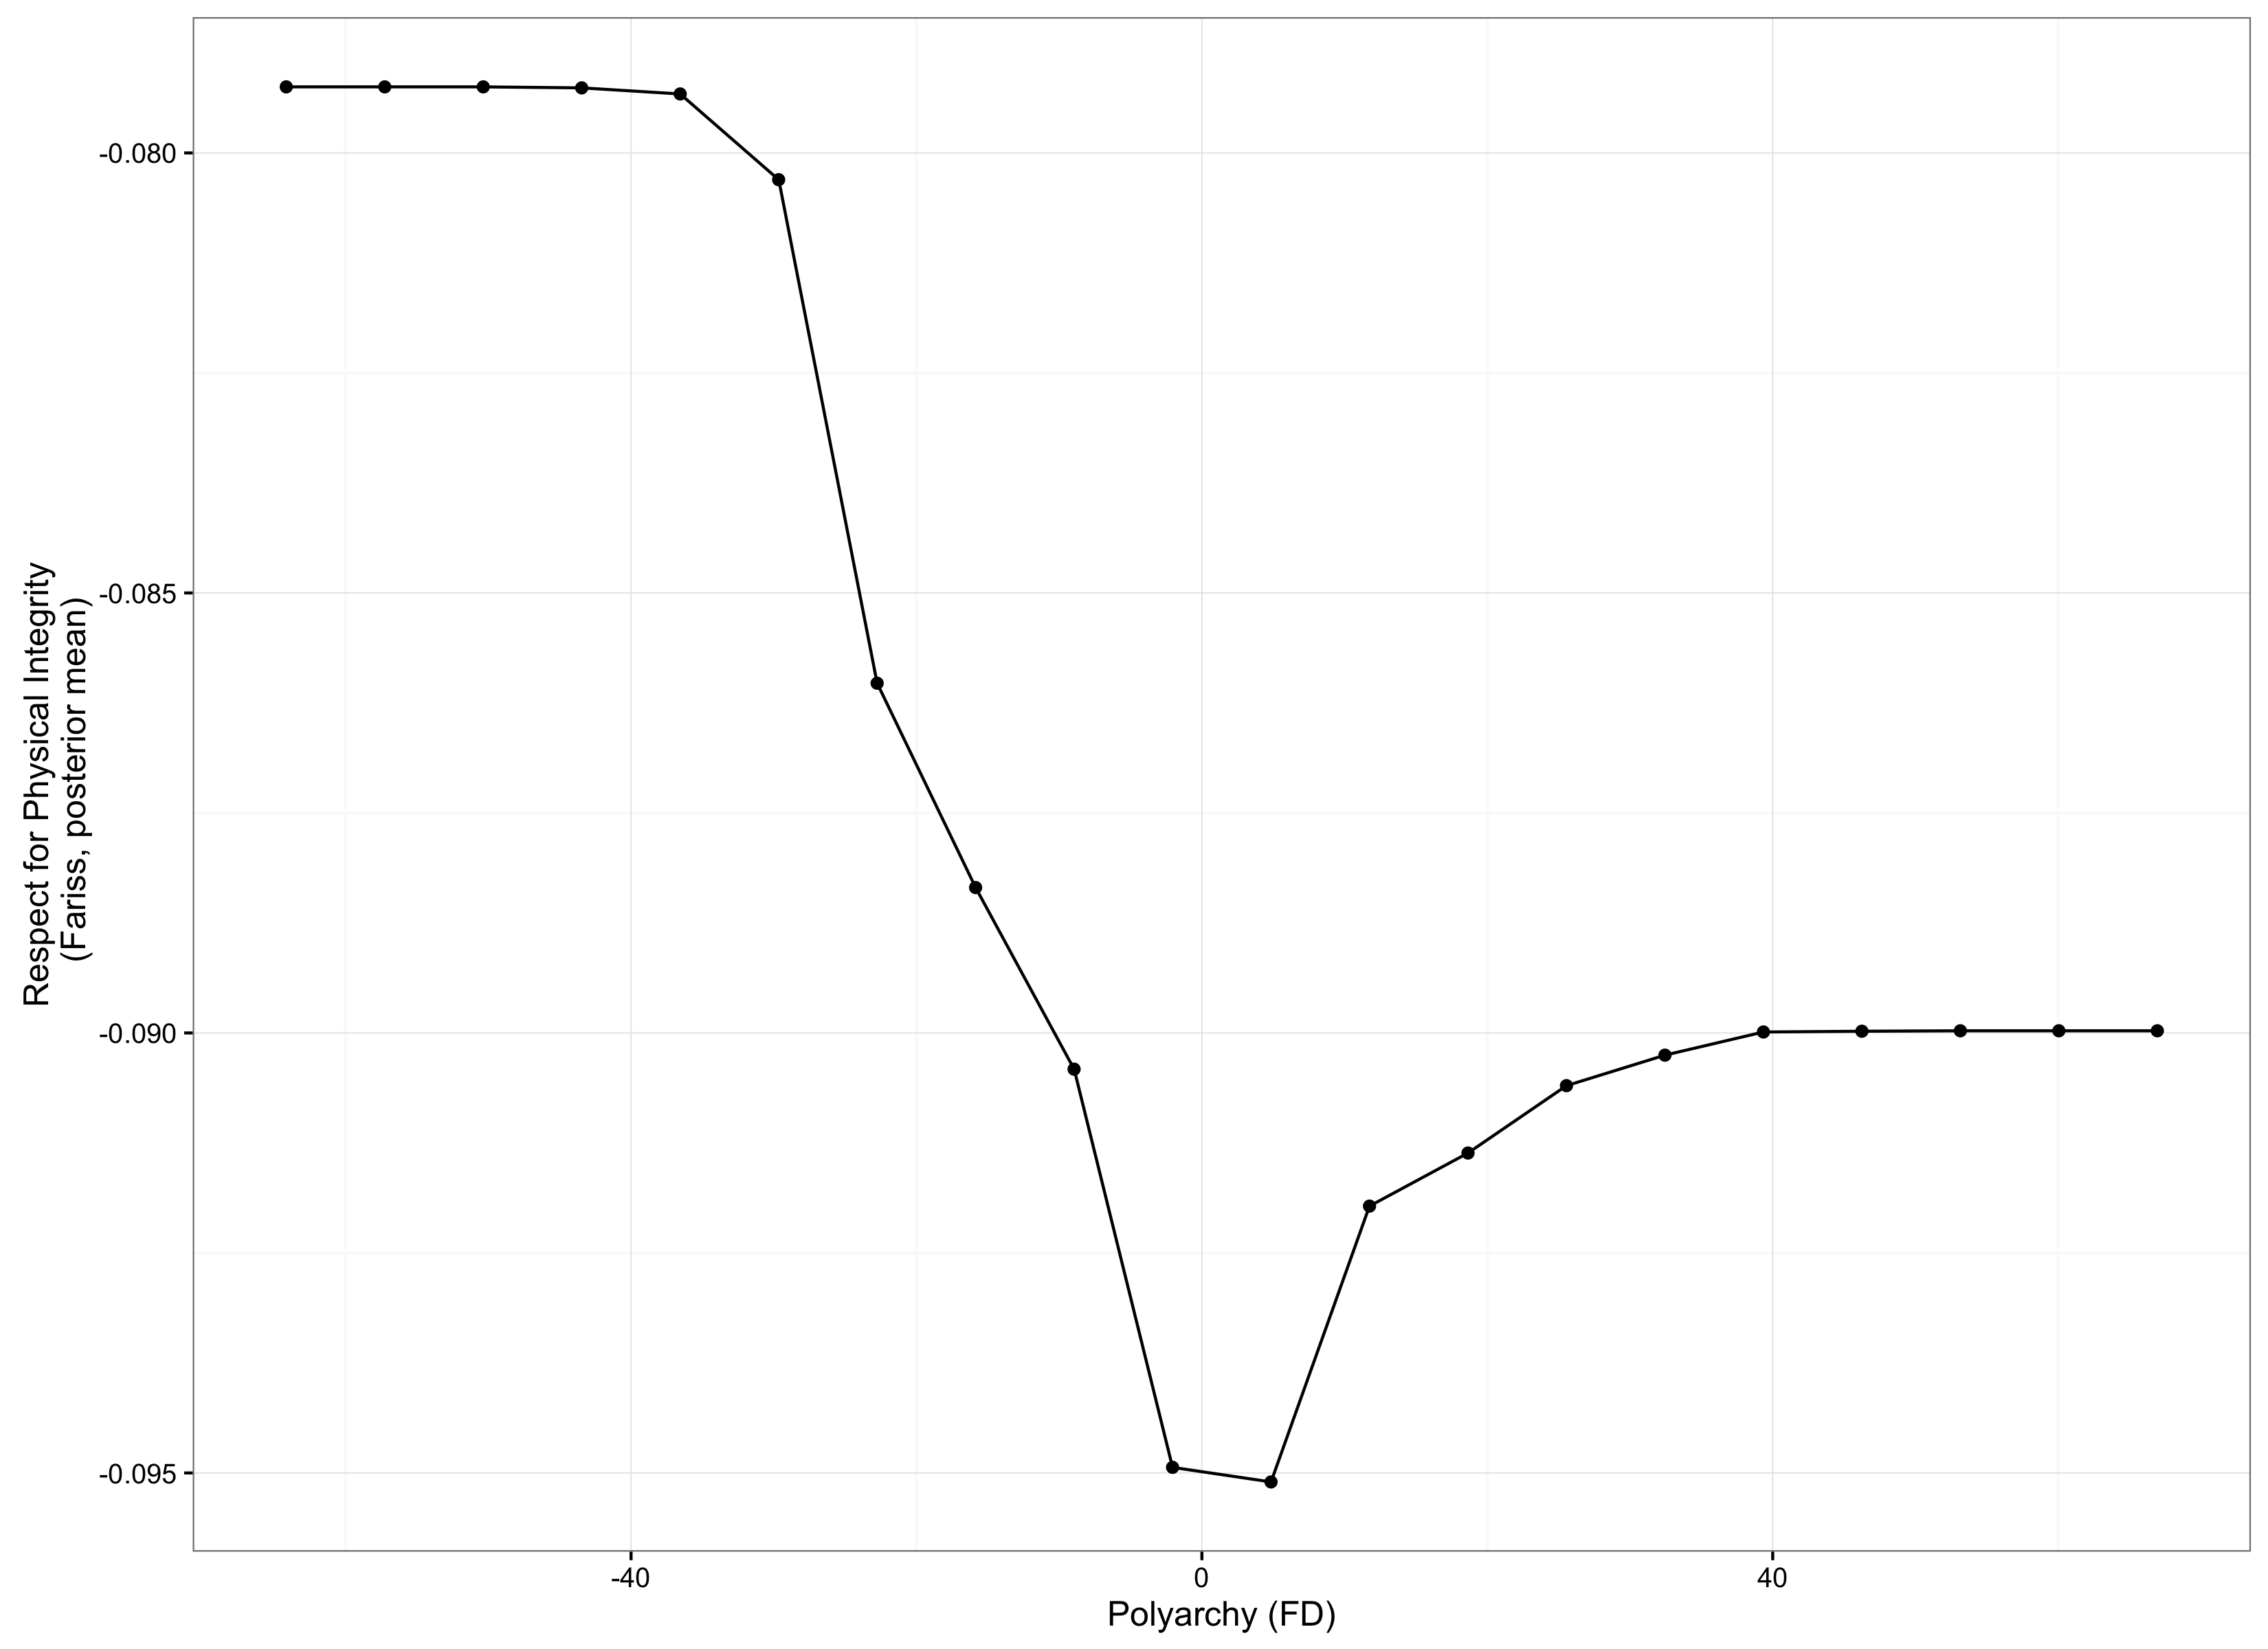 Respect for Physical Integrity
(Fariss, posterior mean)
-0.080
-0.085
-0.090
-0.095
-40
0
40
Polyarchy (FD)